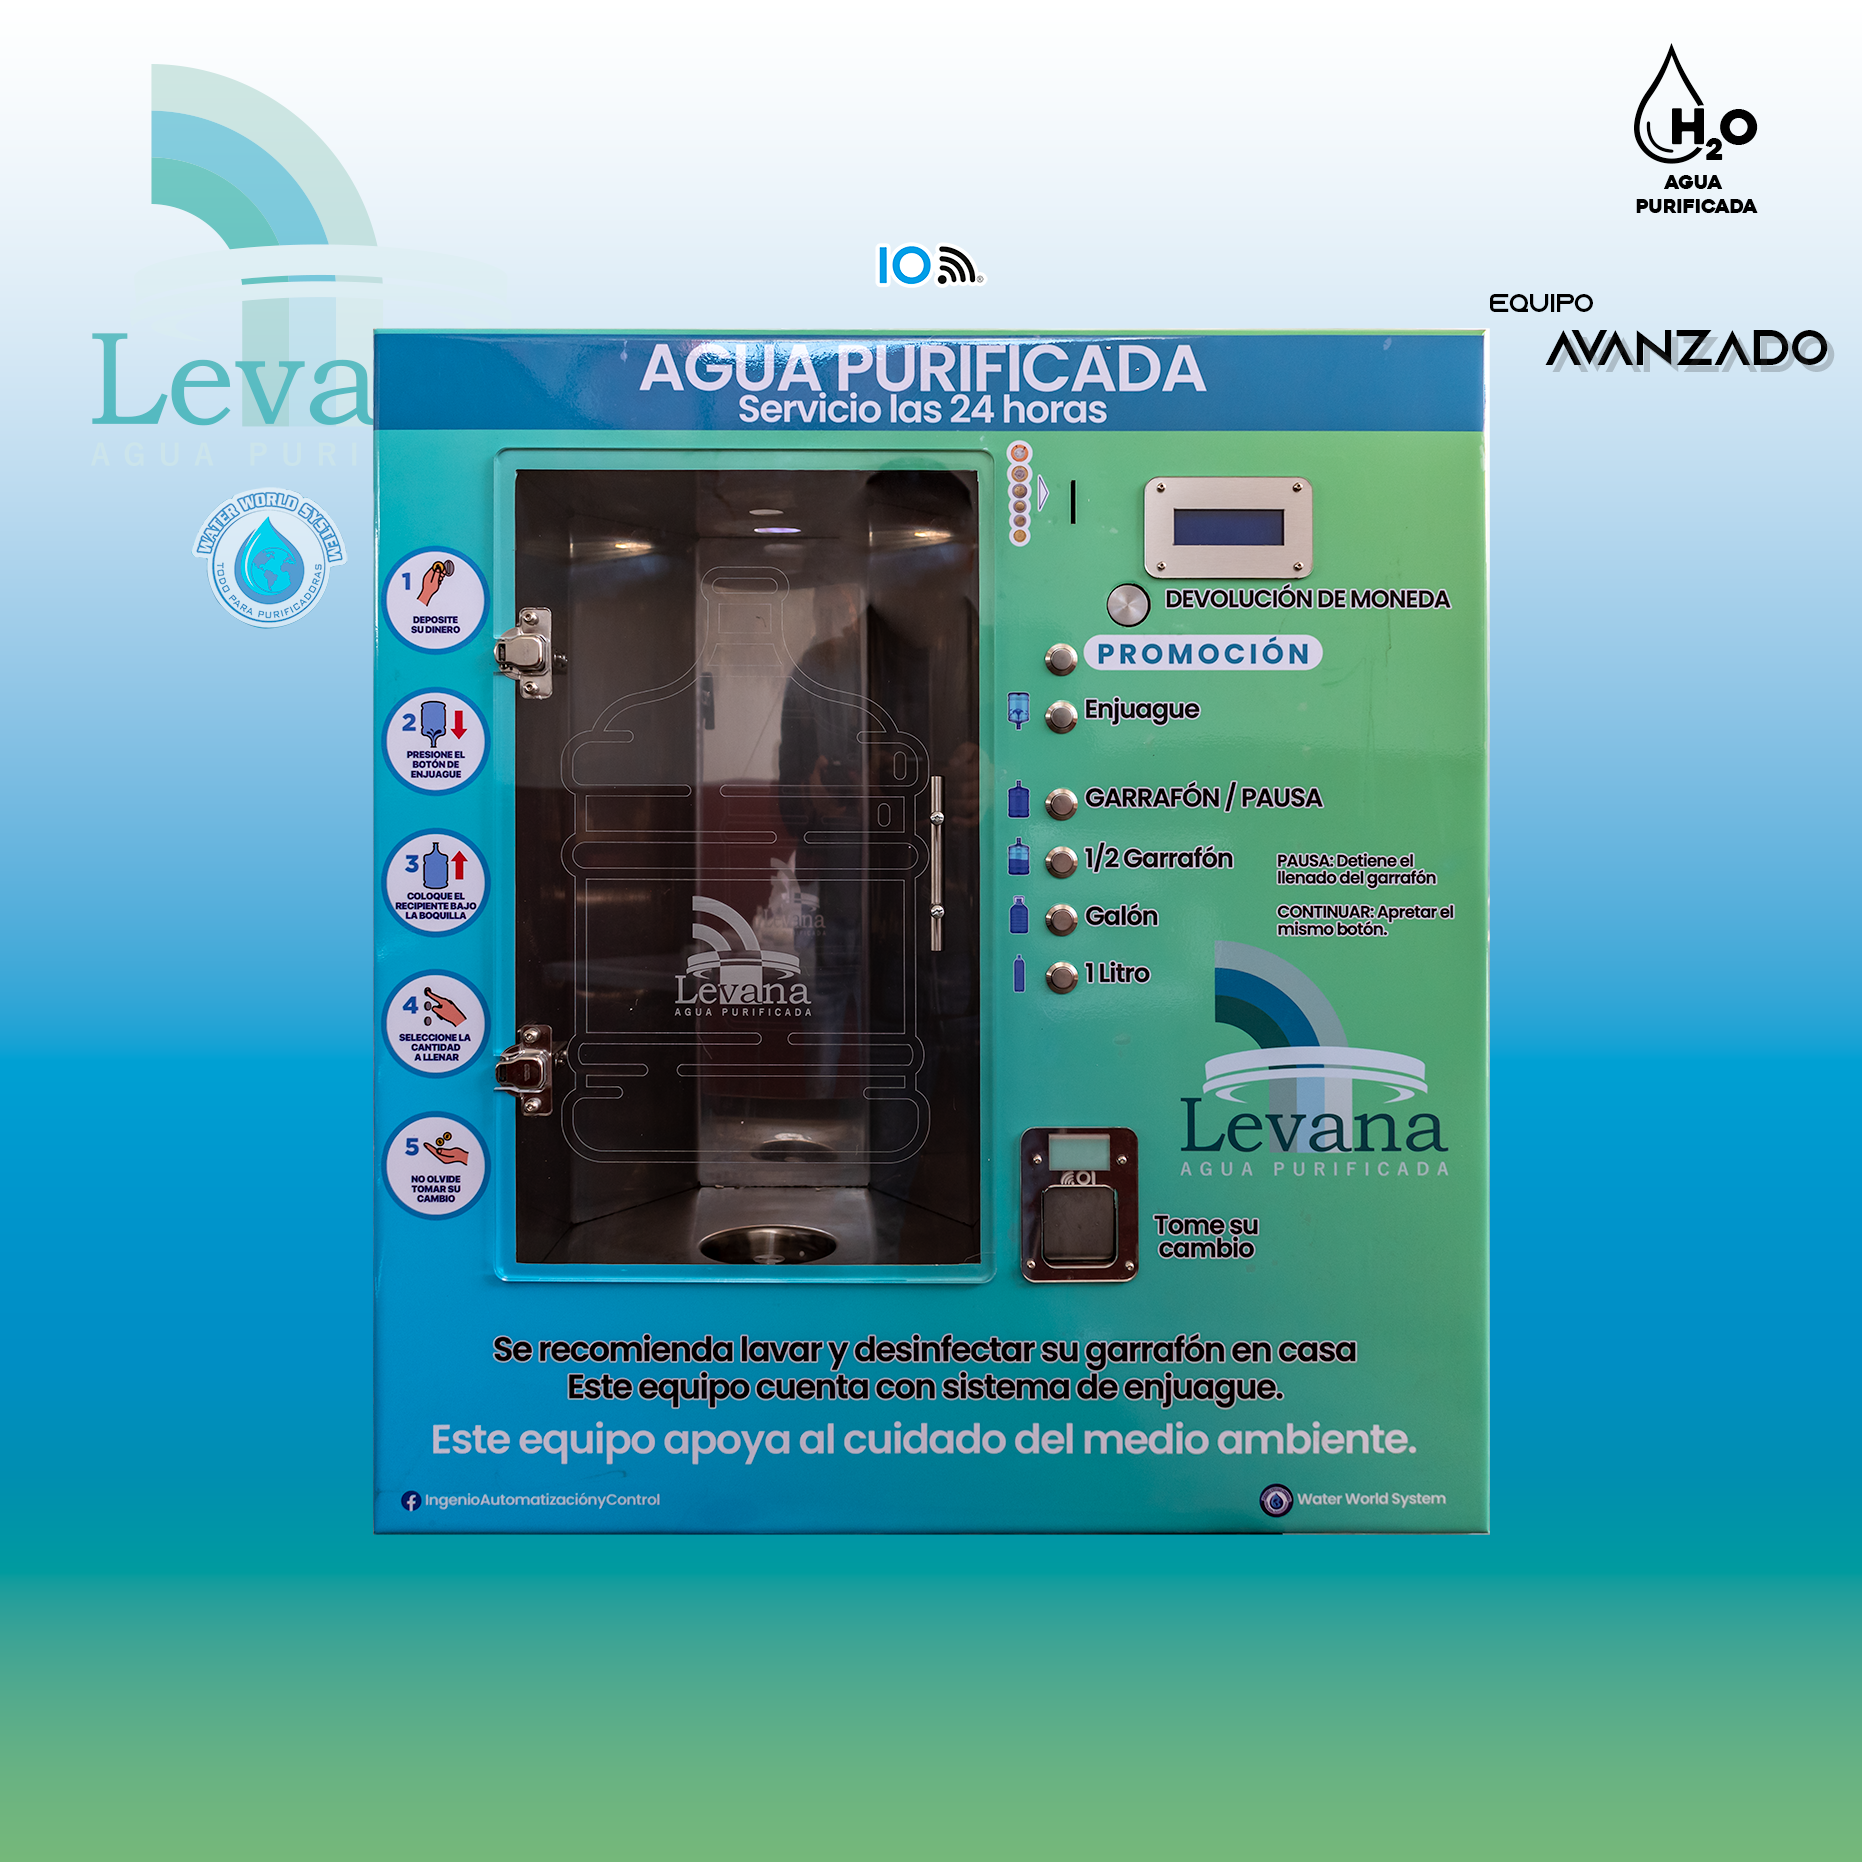 H2O
AGUA
PURIFICADA
IO
EQUIPO
AVANZADO
Leva
AGUA PURI
WATER WORLD SYSTEM
TODO PARA PURIFICADORAS
AGUA PURIFICADA
Servicio las 24 horas
1
DEPOSITE
SU DINERO
2
PRESIONE EL
BOTÓN DE
ENJUAGUE
3
COLOQUE EL
RECIPIENTE BAJO
LA BOQUILLA
4
SELECCIONE LA
CANTIDAD
A LLENAR
5
NO OLVIDE
TOMAR SU
CAMBIO
Levana
AGUA PURIFICADA
DEVOLUCIÓN DE MONEDA
PROMOCIÓN
Enjuague
GARRAFÓN / PAUSA
1/2 Garrafón
Galón
1 Litro
PAUSA: Detiene el
llenado del garrafón
CONTINUAR: Apretar el
mismo botón.
Levana
AGUA PURIFICADA
Tome su
cambio
Se recomienda lavar y desinfectar su garrafón en casa
Este equipo cuenta con sistema de enjuague.
Este equipo apoya al cuidado del medio ambiente.
IngenioAutomatizaciónyControl
Water World System